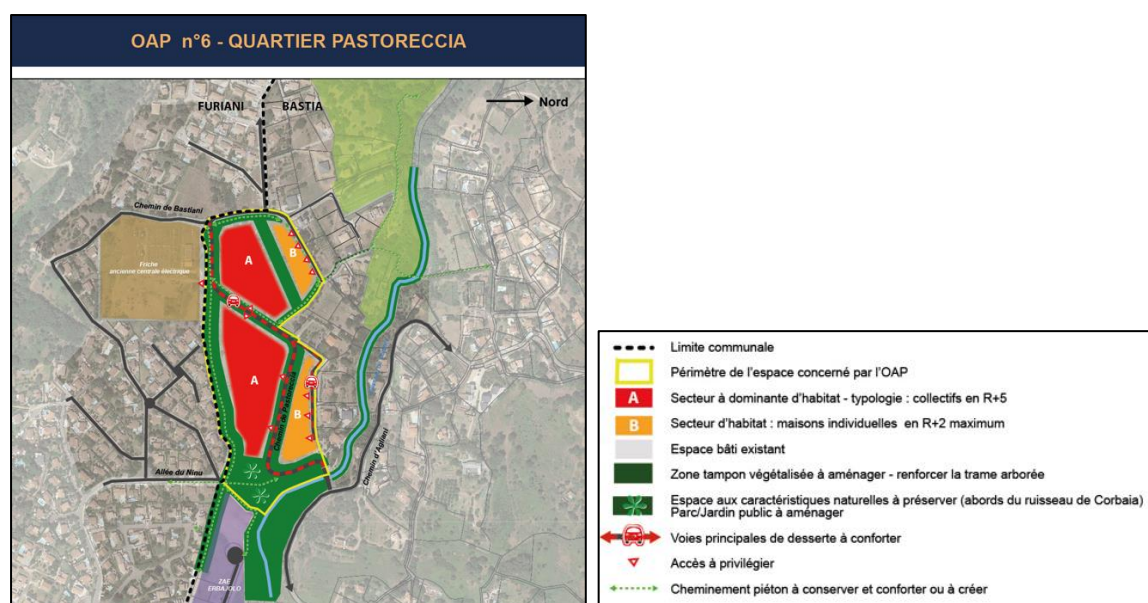 OAP n°6 - QUARTIER PASTORECCIA
Nord
FURIANI
BASTIA
Chemin de Bastiani
Friche
ancienne centrale électrique
A
B
A
B
Chemin de Pastoreccia
Chemin d'Agliani
Allée du Ninu
ZAE
ERBAJOLO
Limite communale
Périmètre de l'espace concerné par l'OAP
A Secteur à dominante d'habitat - typologie : collectifs en R+5
B Secteur d'habitat : maisons individuelles en R+2 maximum
Espace bâti existant
Zone tampon végétalisée à aménager - renforcer la trame arborée
Espace aux caractéristiques naturelles à préserver (abords du ruisseau de Corbaia)
Parc/Jardin public à aménager
Voies principales de desserte à conforter
Accès à privilégier
Cheminement piéton à conserver et conforter ou à créer